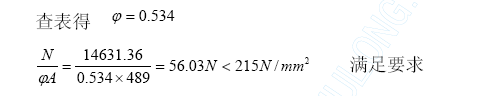 查表得 φ = 0.534
N/φA = 14631.36/0.534×489 = 56.03N < 215N / mm² 满足要求